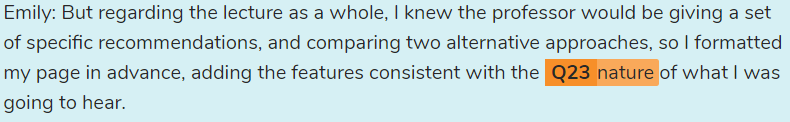 Emily: But regarding the lecture as a whole, I knew the professor would be giving a set
of specific recommendations, and comparing two alternative approaches, so I formatted
my page in advance, adding the features consistent with the Q23 nature of what I was
going to hear.